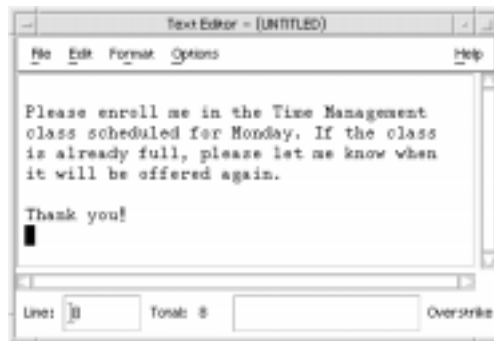 Text Editor – (UNTITLED)
File Edit Format Options Help
Please enroll me in the Time Management
class scheduled for Monday. If the class
is already full, please let me know when
it will be offered again.
Thank you!
Line: 8 Total: 8 Overstrike